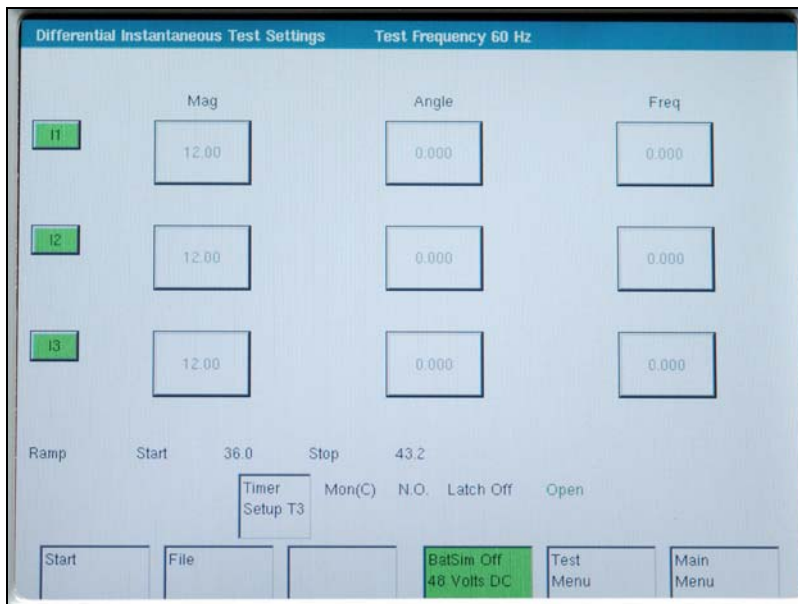 Differential Instantaneous Test Settings Test Frequency 60 Hz
Mag Angle Freq
I1 12.00 0.000 0.000
I2 12.00 0.000 0.000
I3 12.00 0.000 0.000
Ramp Start 36.0 Stop 43.2
Timer
Setup T3 Mon(C) N.O. Latch Off Open
Start File BatSim Off Test Main
48 Volts DC Menu Menu